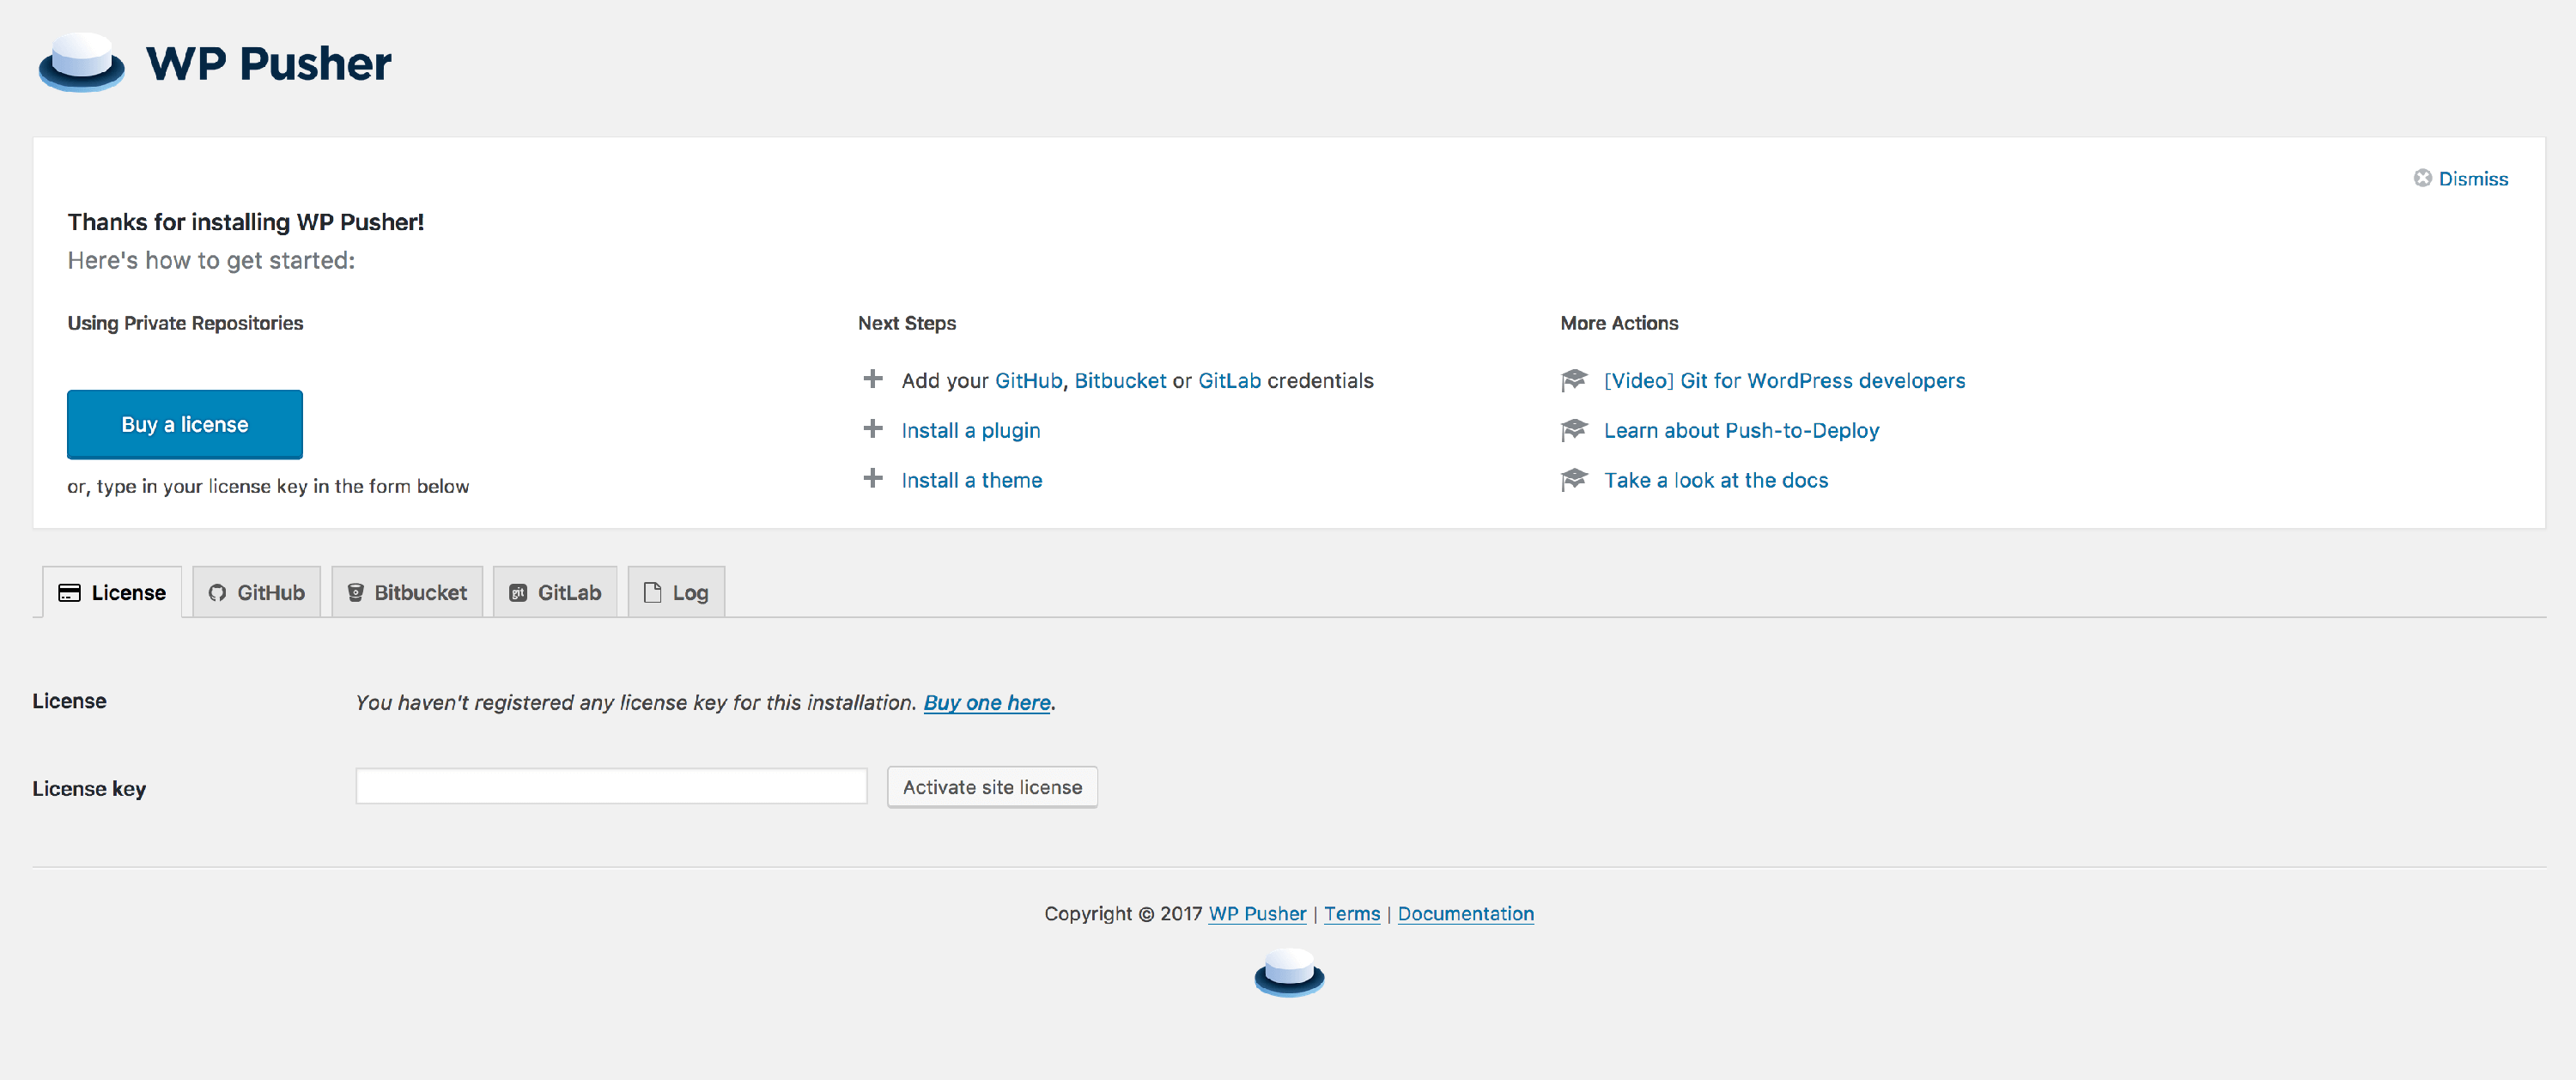 WP Pusher
Dismiss
Thanks for installing WP Pusher!
Here's how to get started:
Using Private Repositories
Buy a license
or, type in your license key in the form below
Next Steps
Add your GitHub, Bitbucket or GitLab credentials
Install a plugin
Install a theme
More Actions
[Video] Git for WordPress developers
Learn about Push-to-Deploy
Take a look at the docs
License
GitHub
Bitbucket
git GitLab
Log
License
You haven't registered any license key for this installation. Buy one here.
License key
Activate site license
Copyright © 2017 WP Pusher | Terms | Documentation